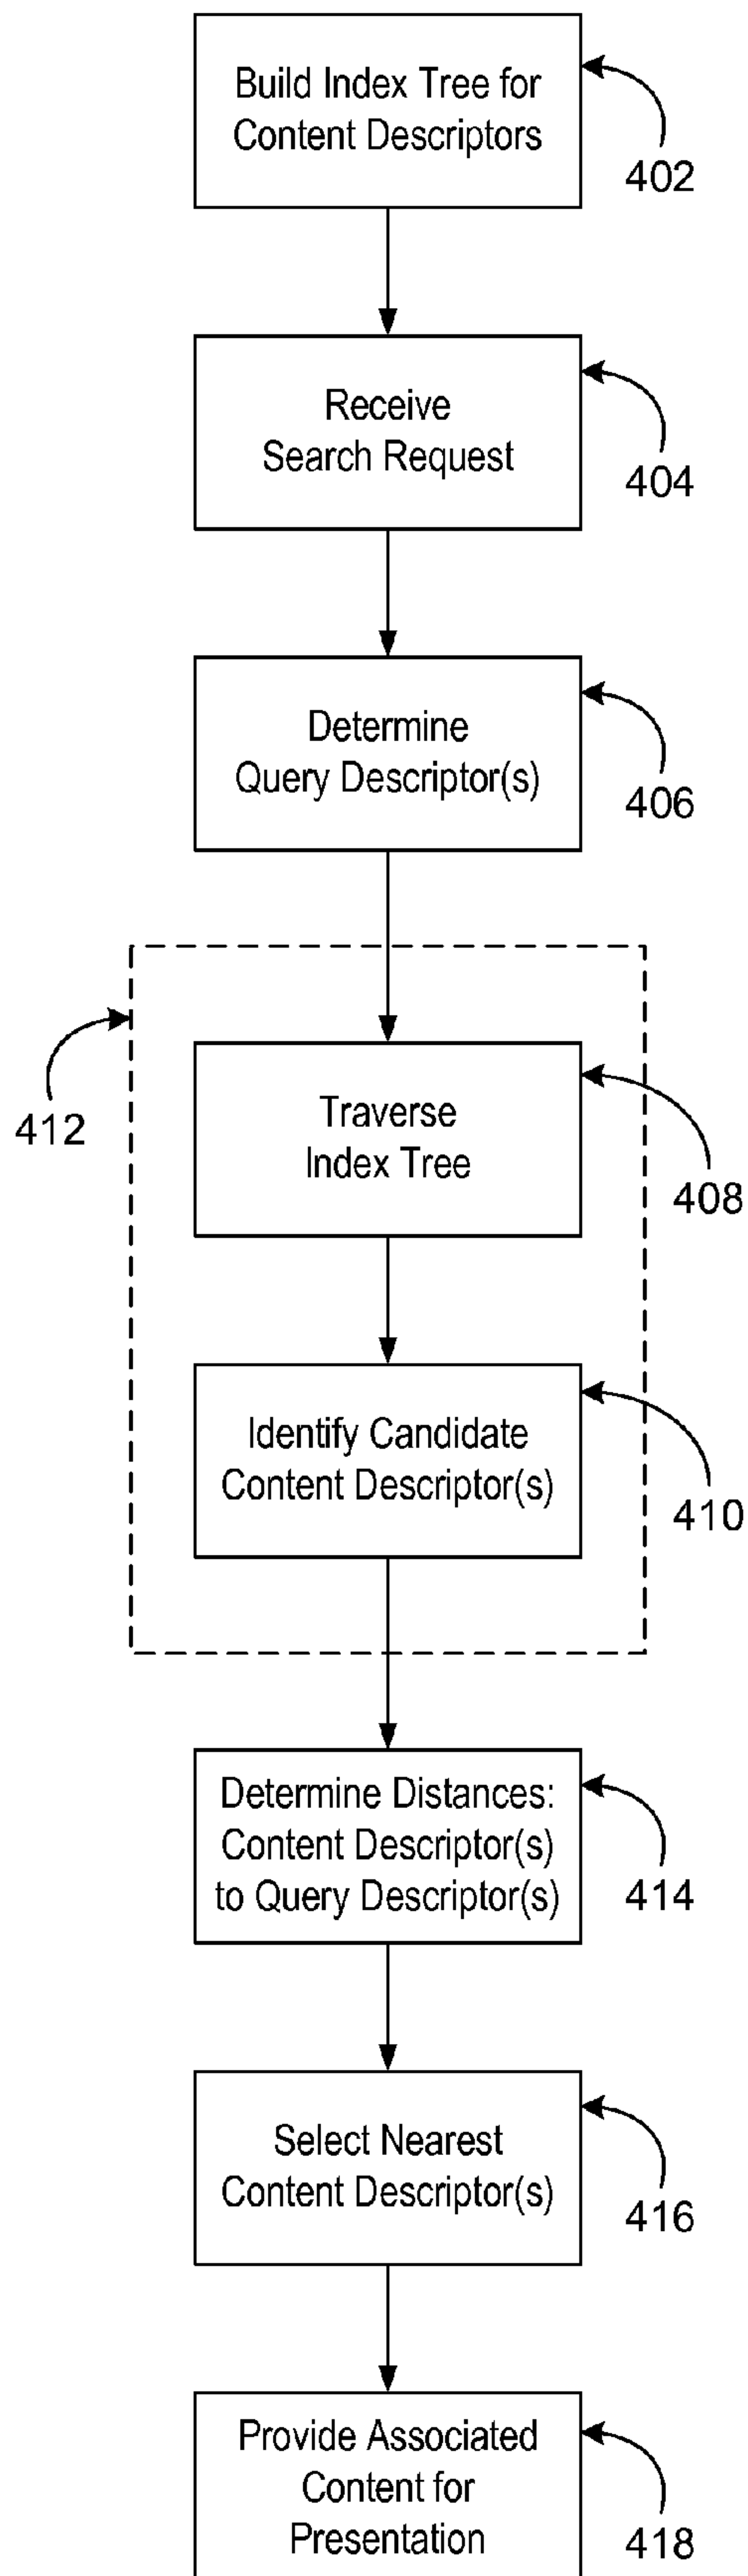 Build Index Tree for
Content Descriptors
402
Receive
Search Request
404
Determine
Query Descriptor(s)
406
412
Traverse
Index Tree
408
Identify Candidate
Content Descriptor(s)
410
Determine Distances:
Content Descriptor(s)
to Query Descriptor(s)
414
Select Nearest
Content Descriptor(s)
416
Provide Associated
Content for
Presentation
418